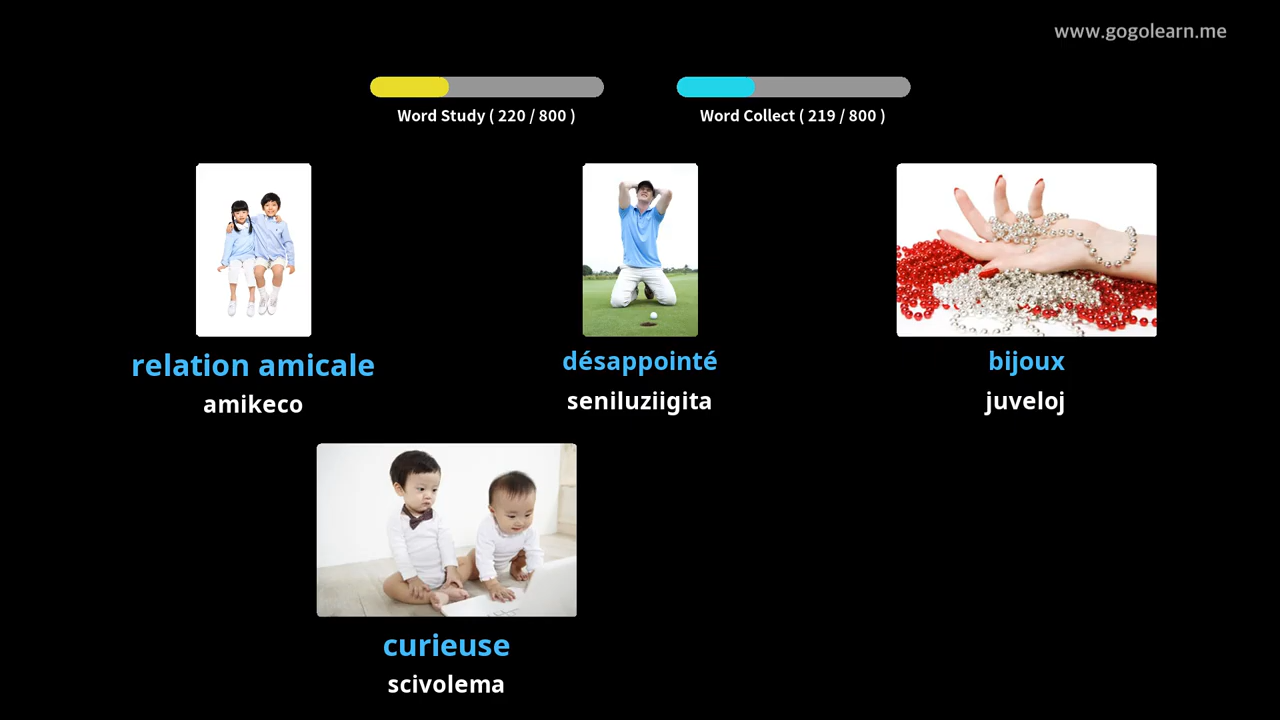 www.gogolearn.me
Word Study ( 220 / 800 )
Word Collect ( 219 / 800 )
relation amicale
amikeco
désappointé
seniluziigita
bijoux
juveloj
curieuse
scivolema